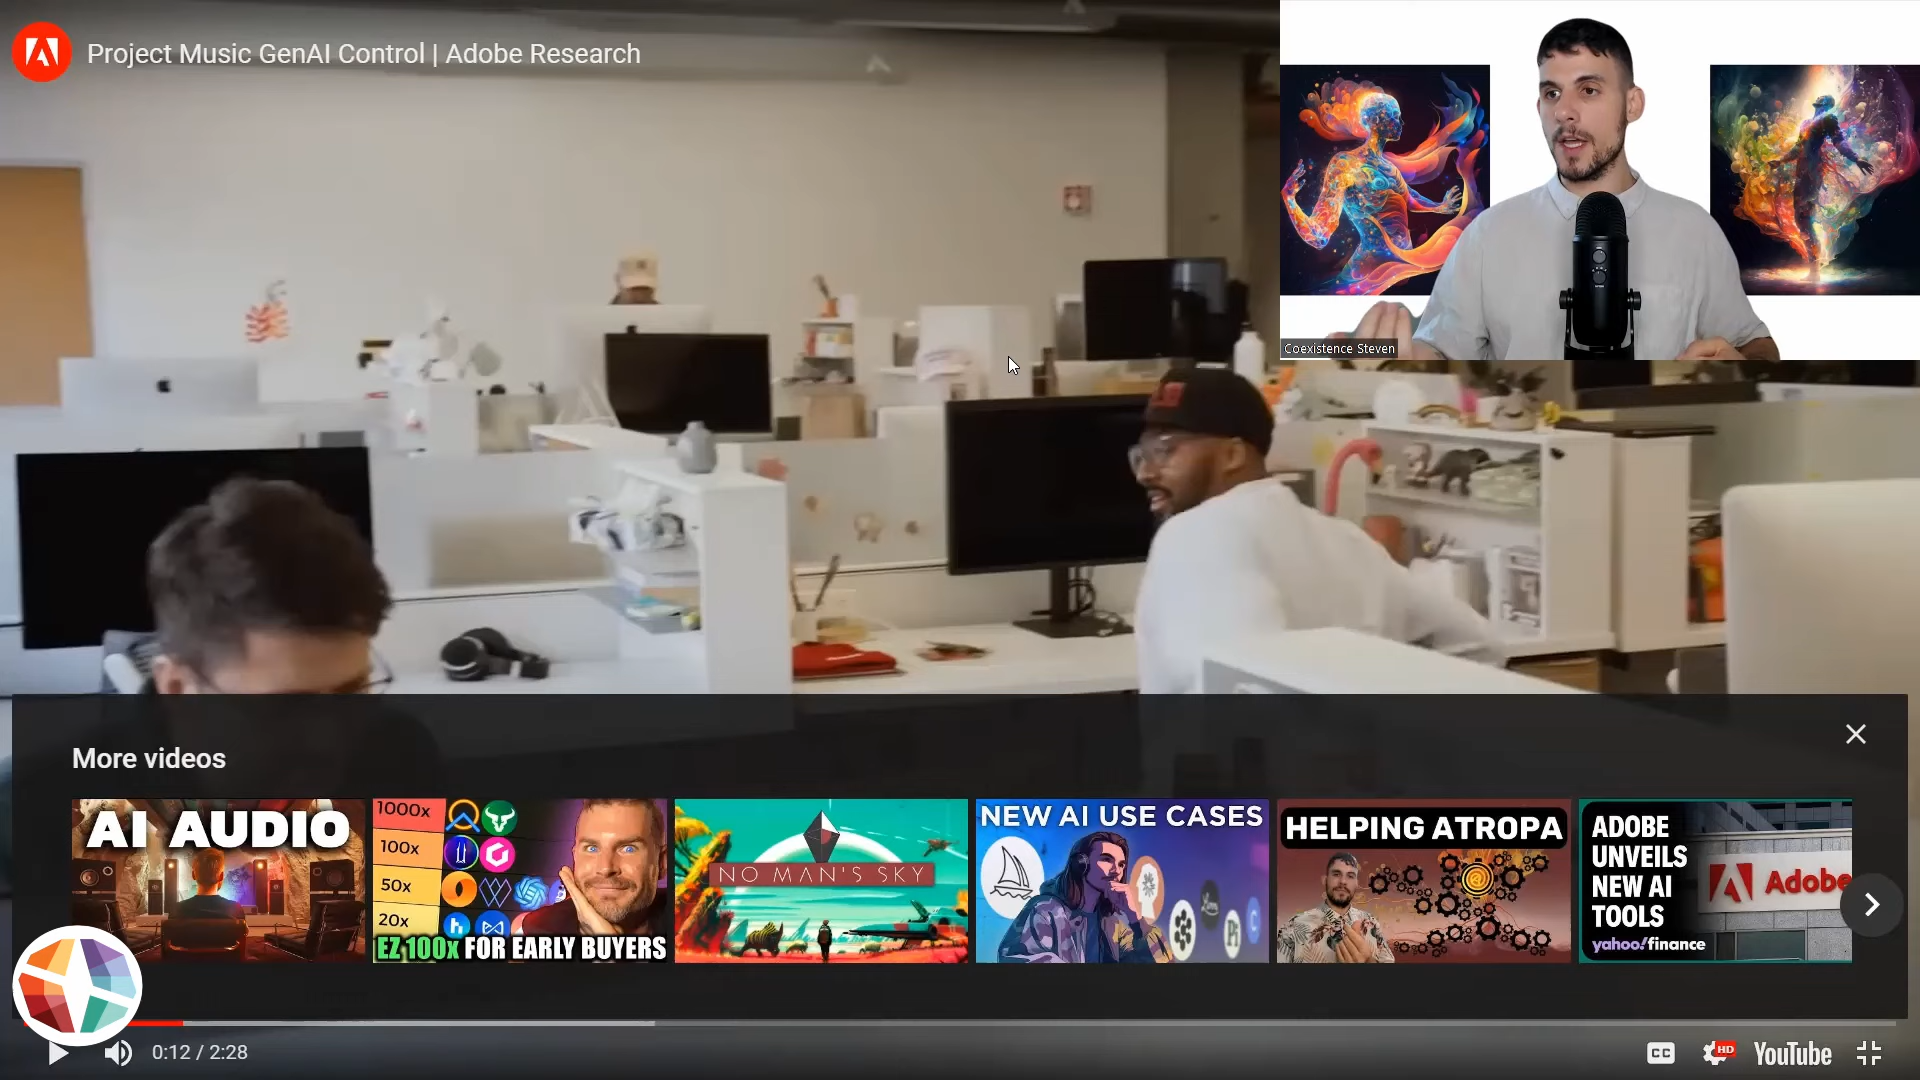 Project Music GenAI Control | Adobe Research
Coexistence Steven
More videos
AI AUDIO
1000x
100x
50x
20x
EZ 100x FOR EARLY BUYERS
NO MAN'S SKY
NEW AI USE CASES
HELPING ATROPA
ADOBE
UNVEILS
NEW AI
TOOLS
yahoo!finance
Adobe
0:12 / 2:28
CC
HD
YouTube